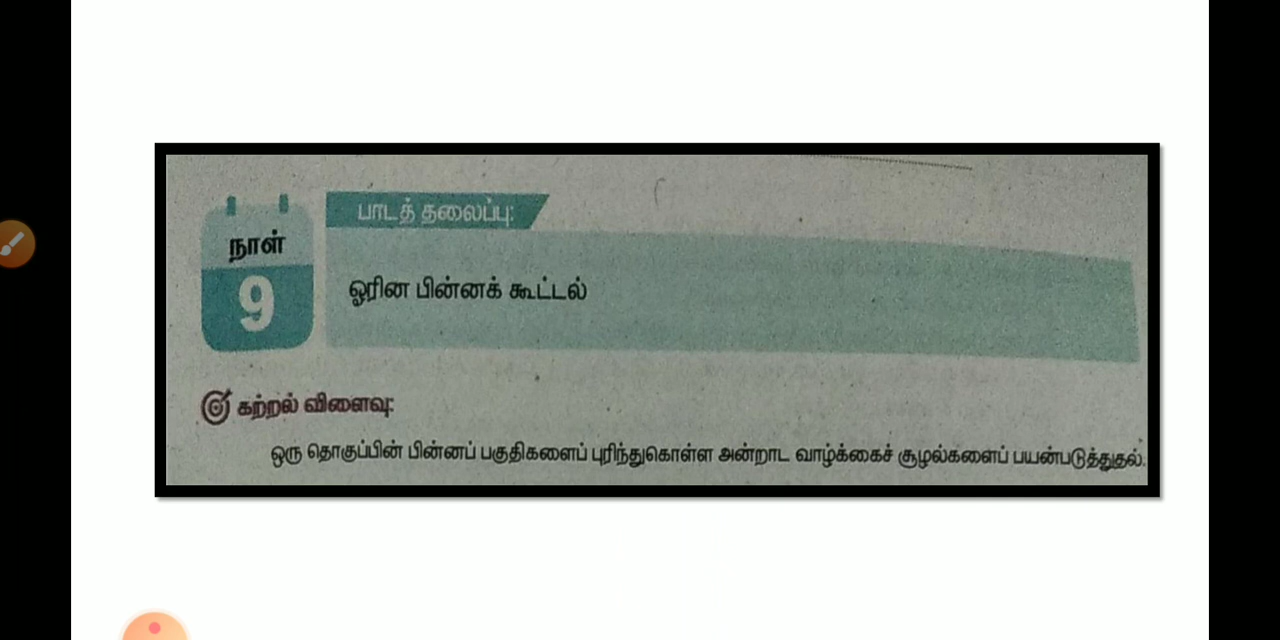 பாடத் தலைப்பு:
நாள்
9
ஓரின பின்னக் கூட்டல்
கற்றல் விளைவு:
ஒரு தொகுப்பின் பின்னப் பகுதிகளைப் புரிந்துகொள்ள அன்றாட வாழ்க்கைச் சூழல்களைப் பயன்படுத்துதல்.